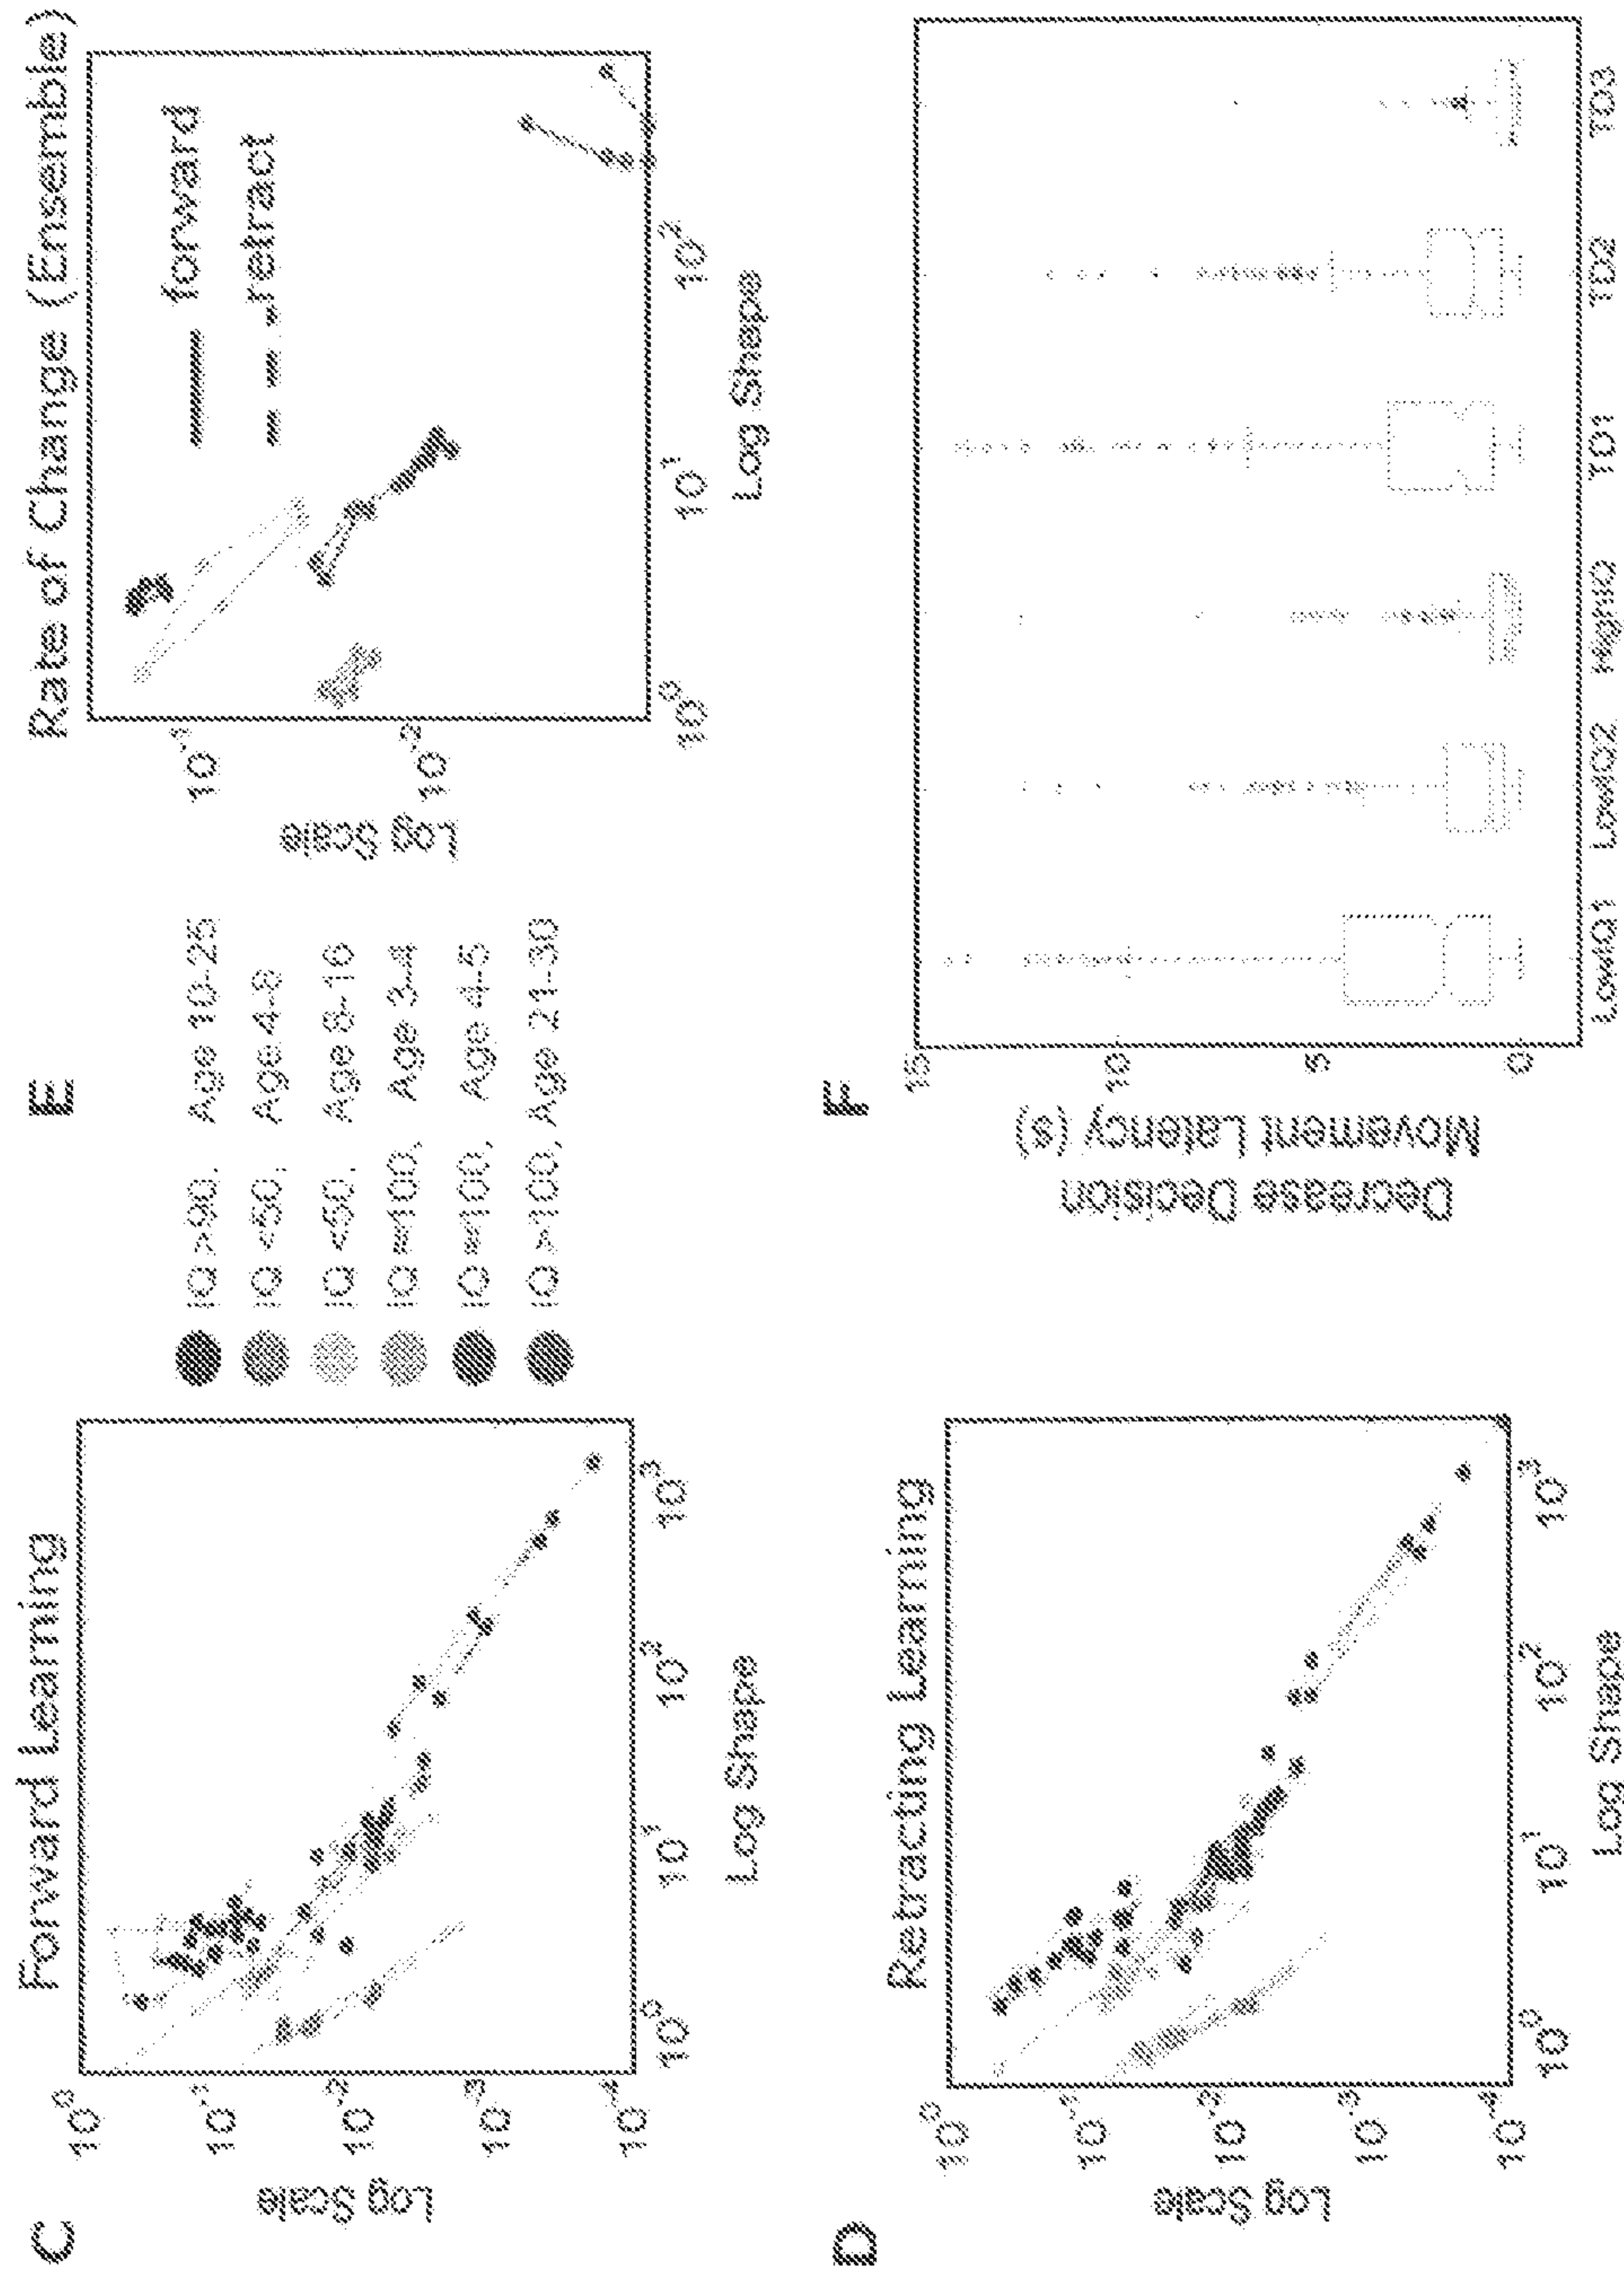 C
Forward Learning
10^0
10^-1
10^-2
10^-3
10^-4
Log Scale
10^0
10^1
10^2
10^3
Log Shape
IQ >90, Age 10-25
IQ <50, Age 4-8
IQ <50, Age 8-16
IQ ≈100, Age 3-4
IQ ≈100, Age 4-5
IQ >100, Age 21-30
E
Rate of Change (Ensemble)
forward
retract
10^-1
10^-2
Log Scale
10^0
10^1
10^2
Log Shape
D
Retracting Learning
10^0
10^-1
10^-2
10^-3
10^-4
Log Scale
10^0
10^1
10^2
10^3
Log Shape
F
Decrease Decision
Movement Latency (s)
15
10
5
0
LowIQ1
LowIQ2
HighIQ
TD1
TD2
TD3